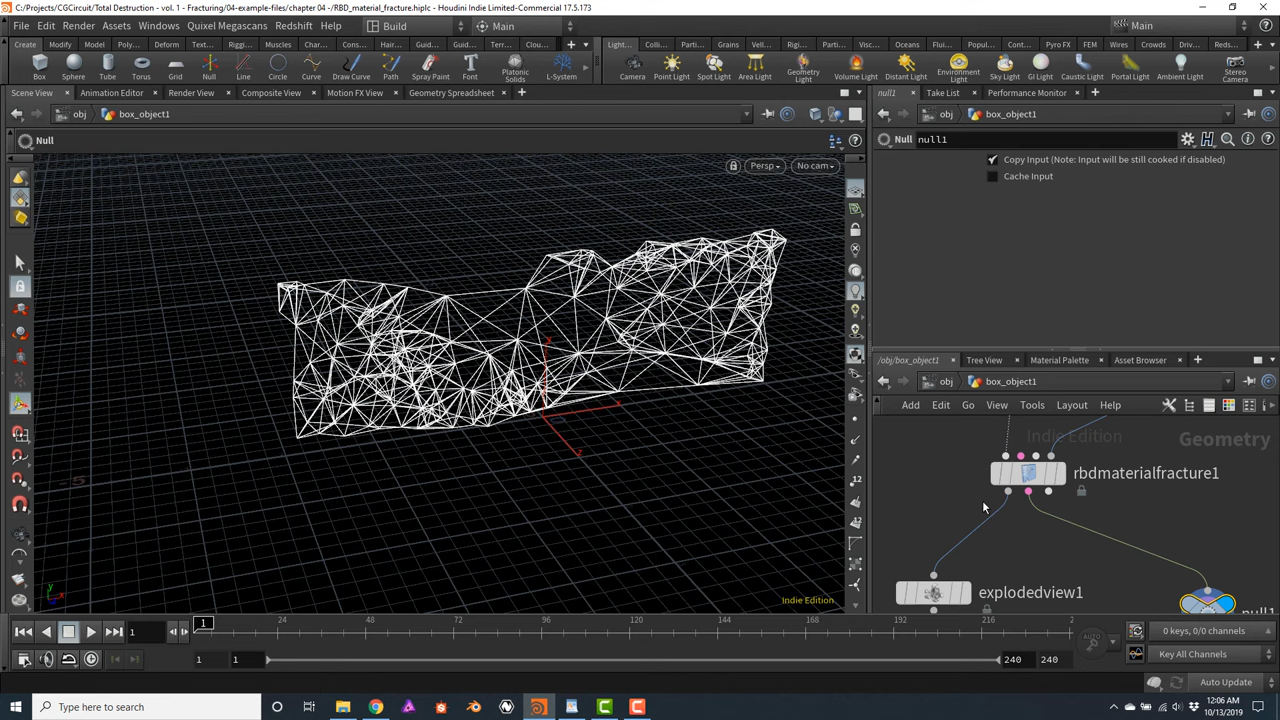 D:/Projects/CGCircuit/Total Destruction - vol. 1 - Fracturing/04-example-files/chapter 04 -/RBD_material_fracture.hiplc - Houdini Indie Limited-Commercial 17.5.173
File Edit Render Assets Windows Quixel Megascans Redshift Help Build Main Main
Create Modify Model Poly... Deform Text... Riggi... Muscles Char... Cons... Hair... Guid... Guid... Terr... Clou... Light... Colli... Parti... Grains Vell... Rigi... Parti... Visc... Oceans Flu... Popul... Cont... Pyro FX FEM Wires Crowds Driv... Reds...
Box Sphere Tube Torus Grid Null Line Circle Curve Draw Curve Path Spray Paint Font Platonic Solids L-System Camera Point Light Spot Light Area Light Geometry Light Volume Light Distant Light Environment Light Sky Light GI Light Caustic Light Portal Light Ambient Light Stereo Camera
Scene View Animation Editor Render View Composite View Motion FX View Geometry Spreadsheet null1 Take List Performance Monitor
obj box_object1 obj box_object1
Null Null null1
Persp No cam Copy Input (Note: Input will be still cooked if disabled)
Cache Input
/obj/box_object1 Tree View Material Palette Asset Browser
obj box_object1
Add Edit Go View Tools Layout Help
Indie Edition Geometry
rbdmaterialfracture1
explodedview1
null1
-5
x
z
y
x
12
12
Indie Edition
1 1 24 48 72 96 120 144 168 192 216 2 AUTO 0 keys, 0/0 channels
1 1 240 240 Key All Channels
Auto Update
Type here to search 12:06 AM
10/13/2019